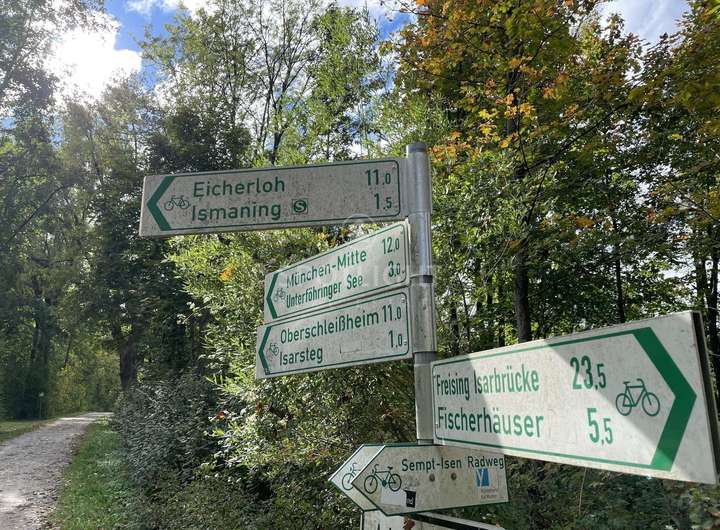 Eicherloh 11,0
Ismaning S 1,5
München-Mitte 12,0
Unterföhringer See 3,0
Oberschleißheim 11,0
Isarsteg 1,0
Freising Isarbrücke 23,5
Fischerhäuser 5,5
Sempt-Isen Radweg